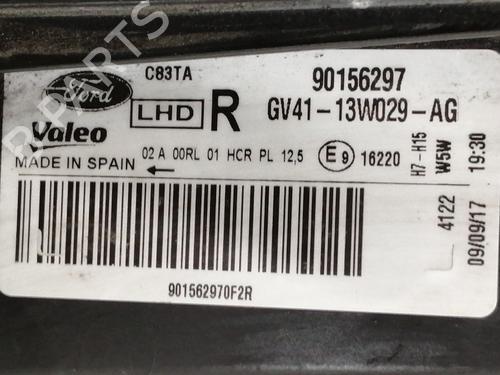 C83TA
90156297
Ford
LHD R
GV41-13W029-AG
Valeo
MADE IN SPAIN
02 A 00RL 01 HCR PL 12,5
E9 16220
H7-H15
W5W
19:30
4122
09/09/17
901562970F2R
PARTS